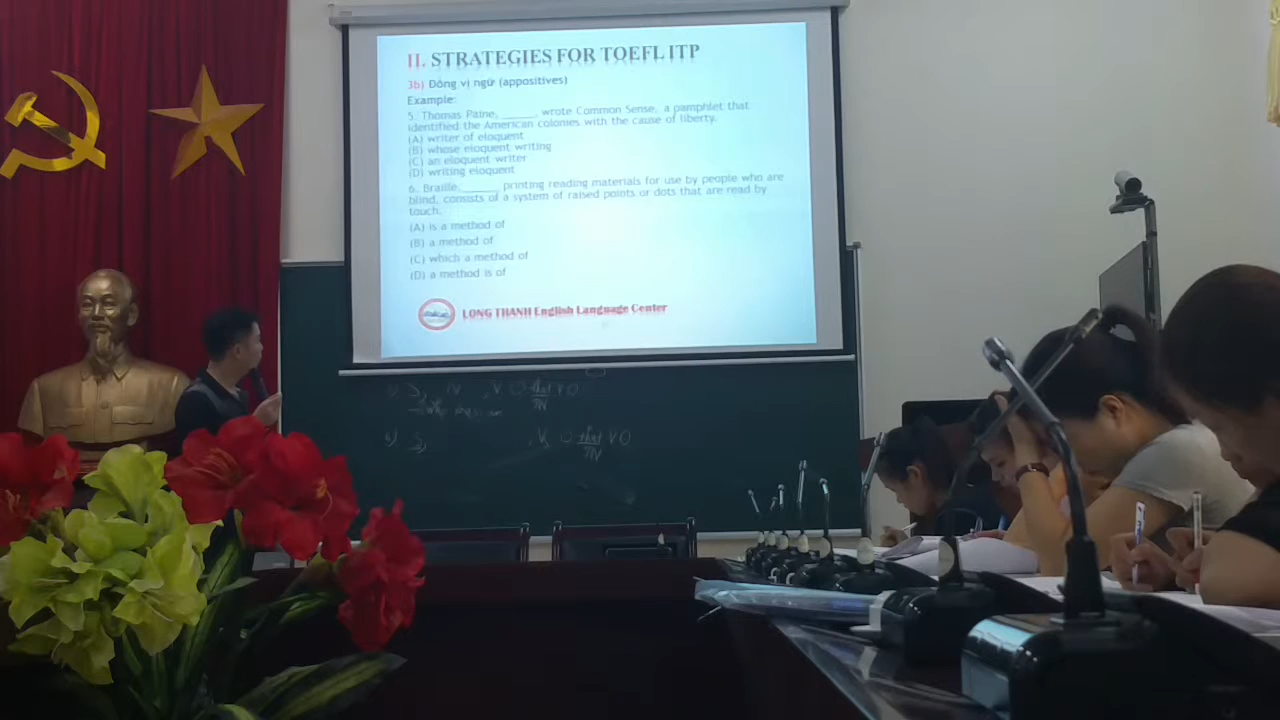 II. STRATEGIES FOR TOEFL ITP
3b) Đồng vị ngữ (appositives)
Example:
5. Thomas Paine, ______, wrote Common Sense, a pamphlet that
identified the American colonies with the cause of liberty.
(A) writer of eloquent
(B) whose eloquent writing
(C) an eloquent writer
(D) writing eloquent
6. Braille,______ printing reading materials for use by people who are
blind, consists of a system of raised points or dots that are read by
touch.
(A) is a method of
(B) a method of
(C) which a method of
(D) a method is of
LONG THANH English Language Center